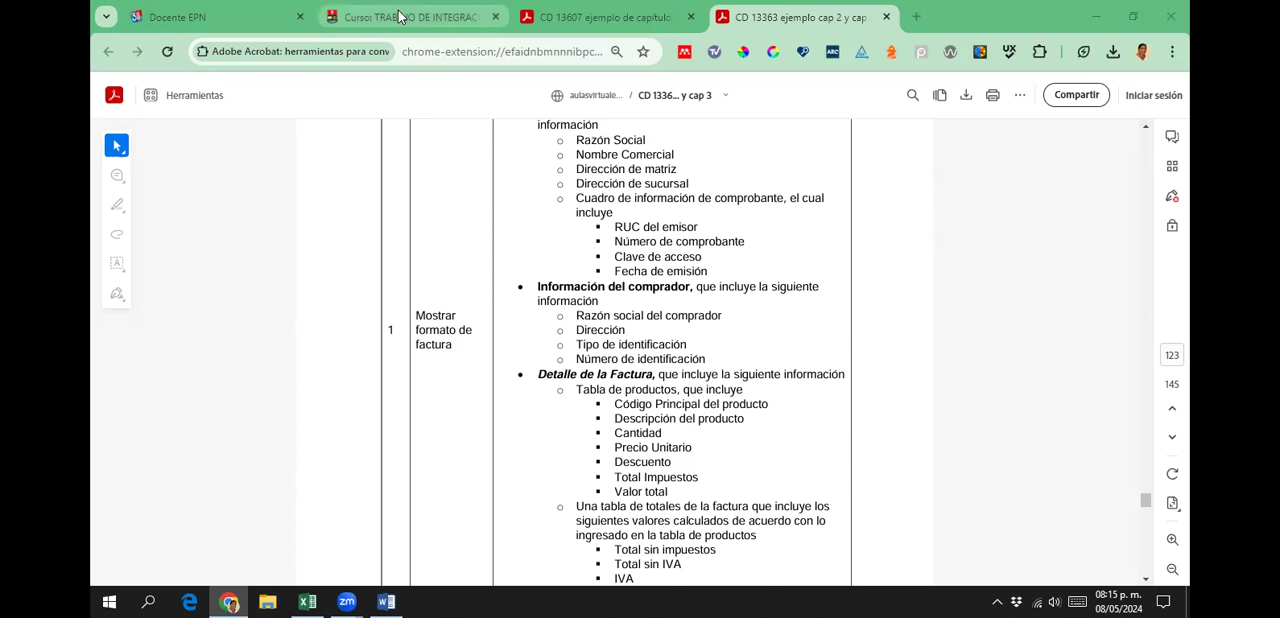 Docente EPN
Curso: TRABAJO DE INTEGRAC
CD 13607 ejemplo de capítulo
CD 13363 ejemplo cap 2 y cap
Adobe Acrobat: herramientas para conv
chrome-extension://efaidnbmnnnibpc...
Herramientas
aulasvirtuale... / CD 1336... y cap 3
Compartir
Iniciar sesión
información
o Razón Social
o Nombre Comercial
o Dirección de matriz
o Dirección de sucursal
o Cuadro de información de comprobante, el cual
incluye
▪ RUC del emisor
▪ Número de comprobante
▪ Clave de acceso
▪ Fecha de emisión
• Información del comprador, que incluye la siguiente
información
o Razón social del comprador
o Dirección
o Tipo de identificación
o Número de identificación
1
Mostrar
formato de
factura
• Detalle de la Factura, que incluye la siguiente información
o Tabla de productos, que incluye
▪ Código Principal del producto
▪ Descripción del producto
▪ Cantidad
▪ Precio Unitario
▪ Descuento
▪ Total Impuestos
▪ Valor total
o Una tabla de totales de la factura que incluye los
siguientes valores calculados de acuerdo con lo
ingresado en la tabla de productos
▪ Total sin impuestos
▪ Total sin IVA
▪ IVA
123
145
08:15 p. m.
08/05/2024